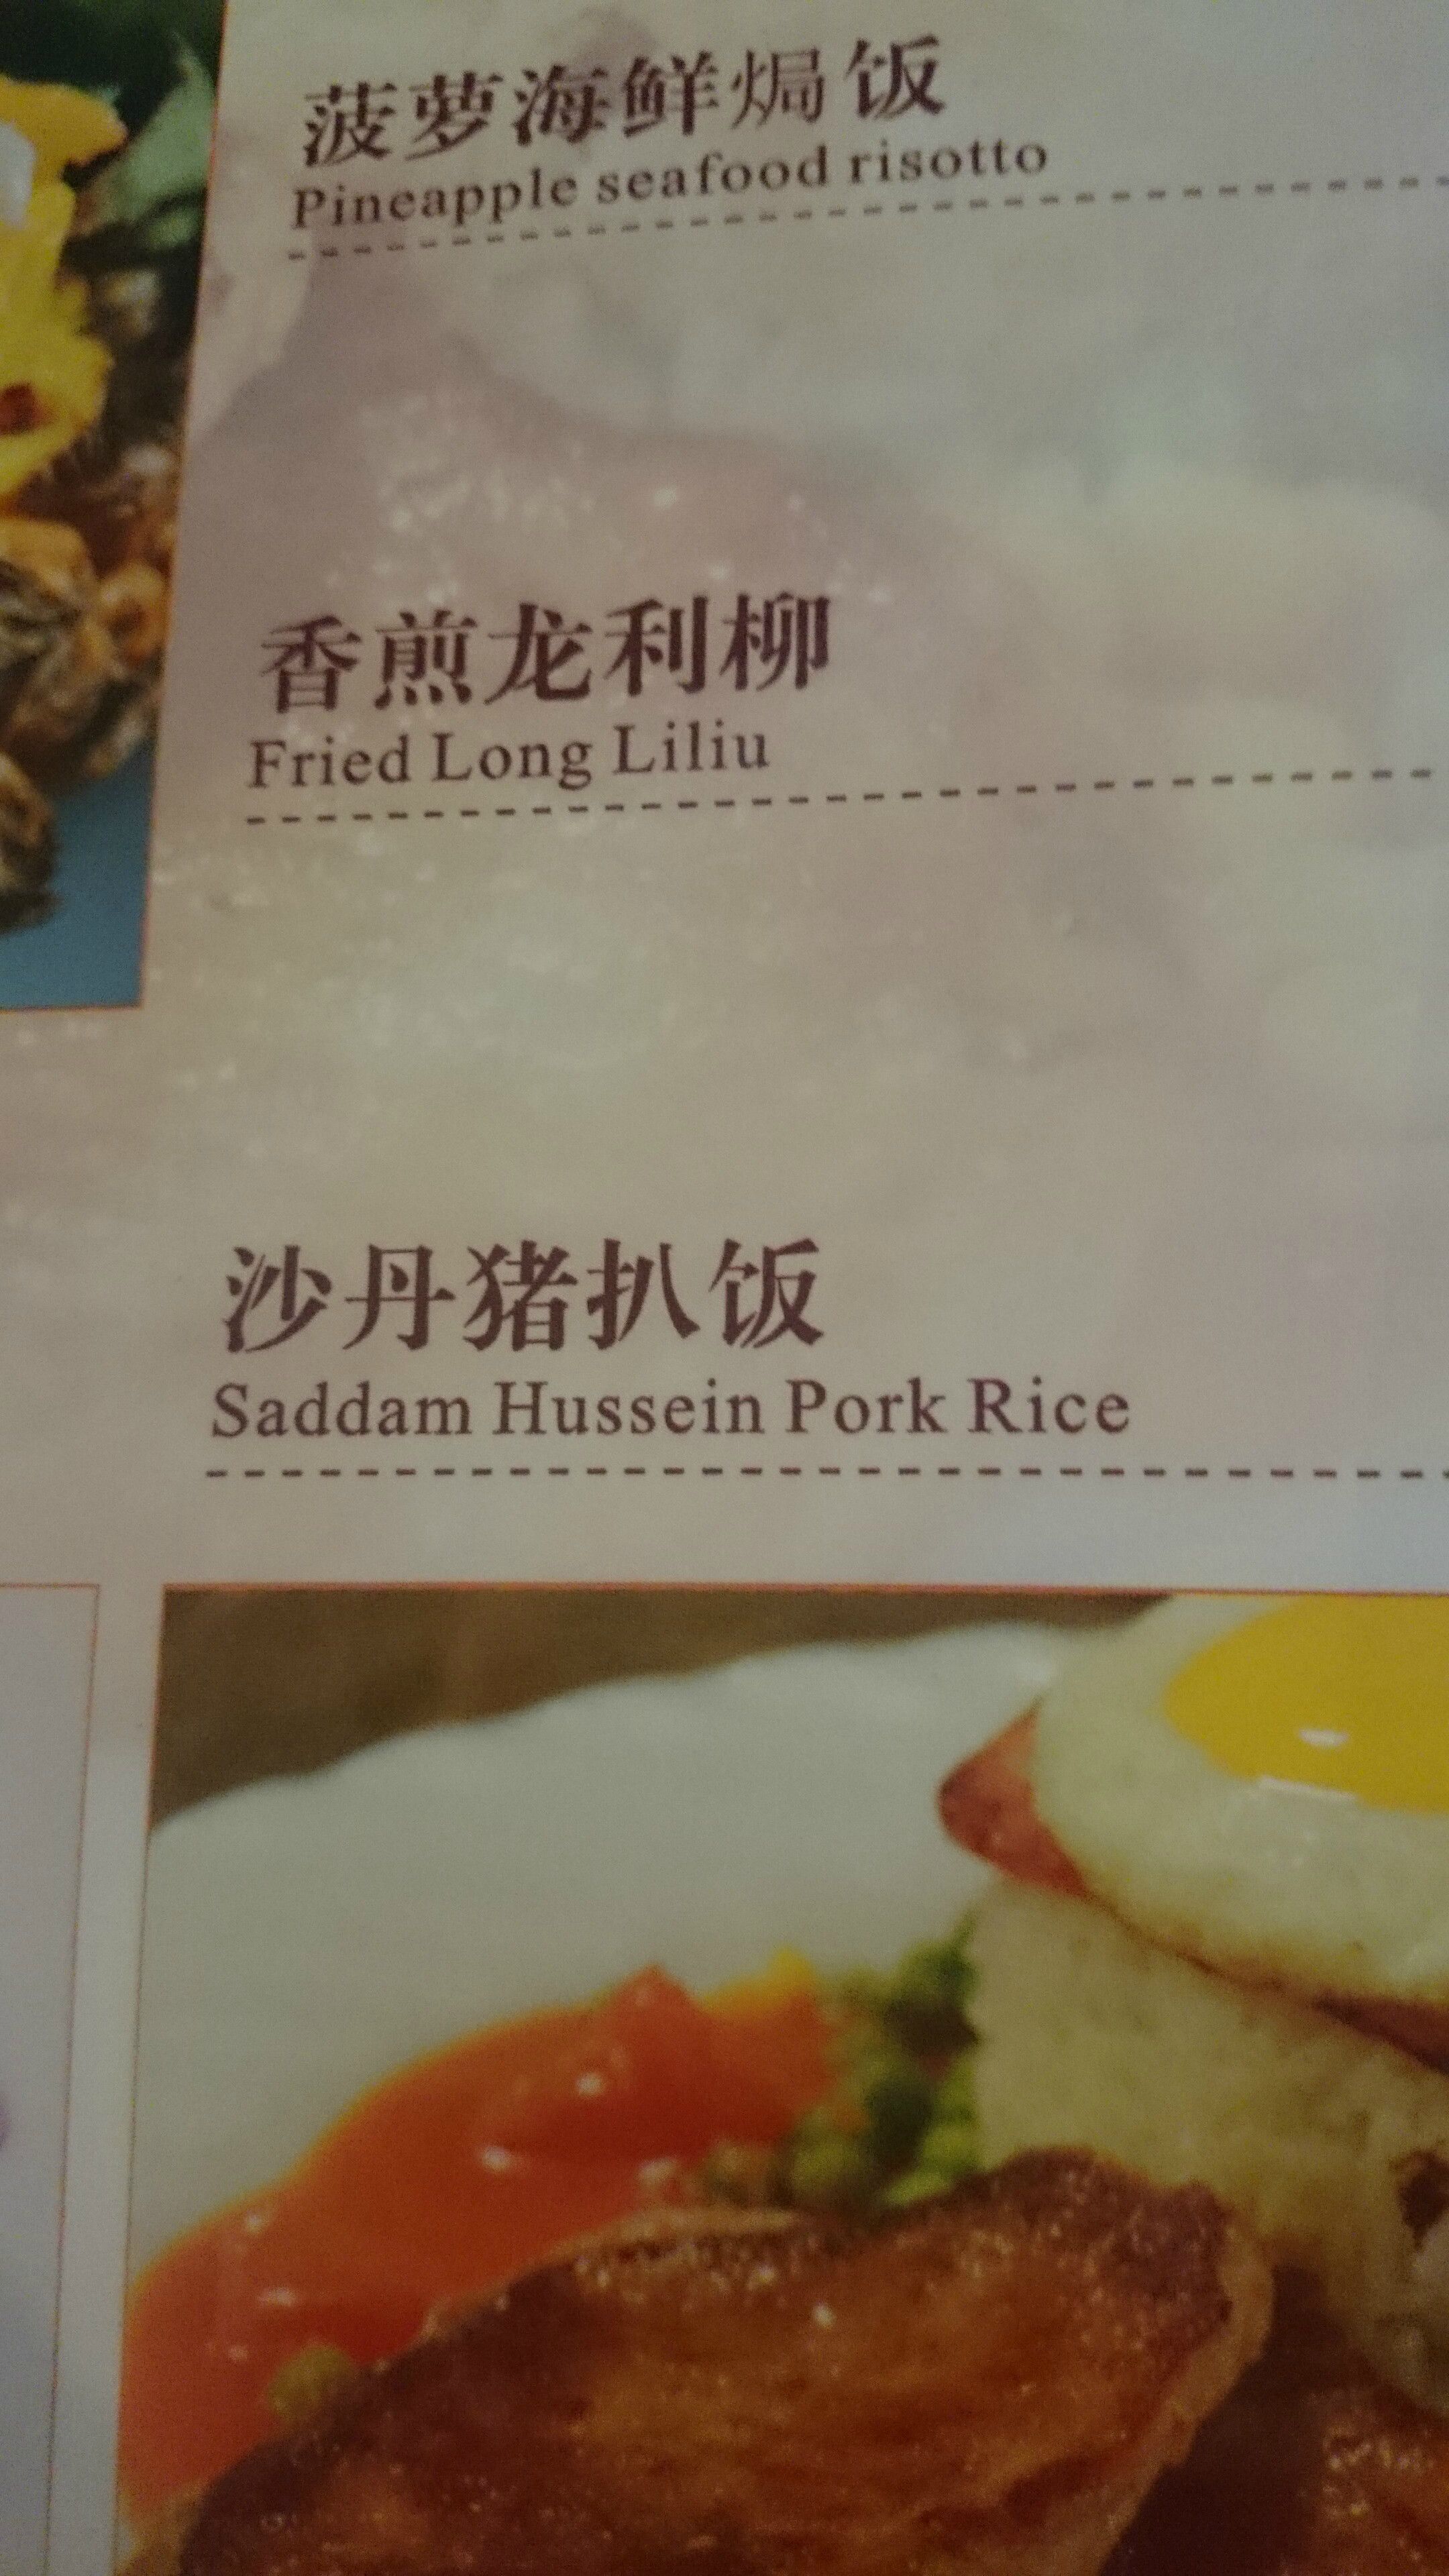 菠萝海鲜焗饭
Pineapple seafood risotto
香煎龙利柳
Fried Long Liliu
沙丹猪扒饭
Saddam Hussein Pork Rice